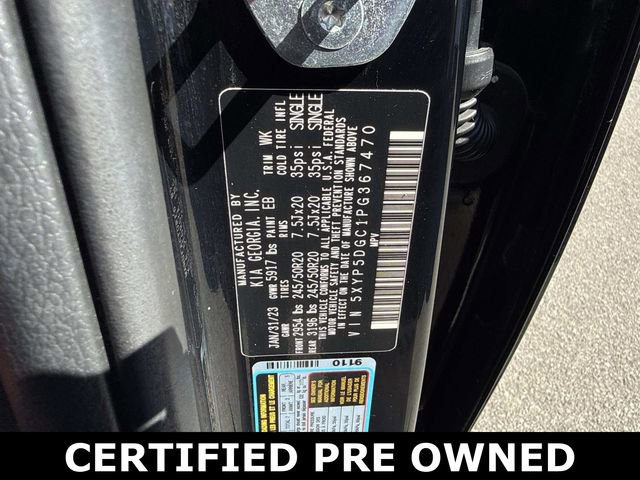 MANUFACTURED BY
KIA GEORGIA, INC.
JAN/31/23 GVWR 5917 lbs PAINT EB TRIM WK
GAWR TIRES RIMS COLD TIRE INFL
FRONT 2954 lbs 245/50R20 7.5Jx20 35psi SINGLE
REAR 3196 lbs 245/50R20 7.5Jx20 35psi SINGLE
THIS VEHICLE CONFORMS TO ALL APPLICABLE U.S.A. FEDERAL
MOTOR VEHICLE SAFETY AND THEFT PREVENTION STANDARDS
IN EFFECT ON THE DATE OF MANUFACTURE SHOWN ABOVE
VIN 5XYP5DGC1PG367470
MPV
9110
CERTIFIED PRE OWNED